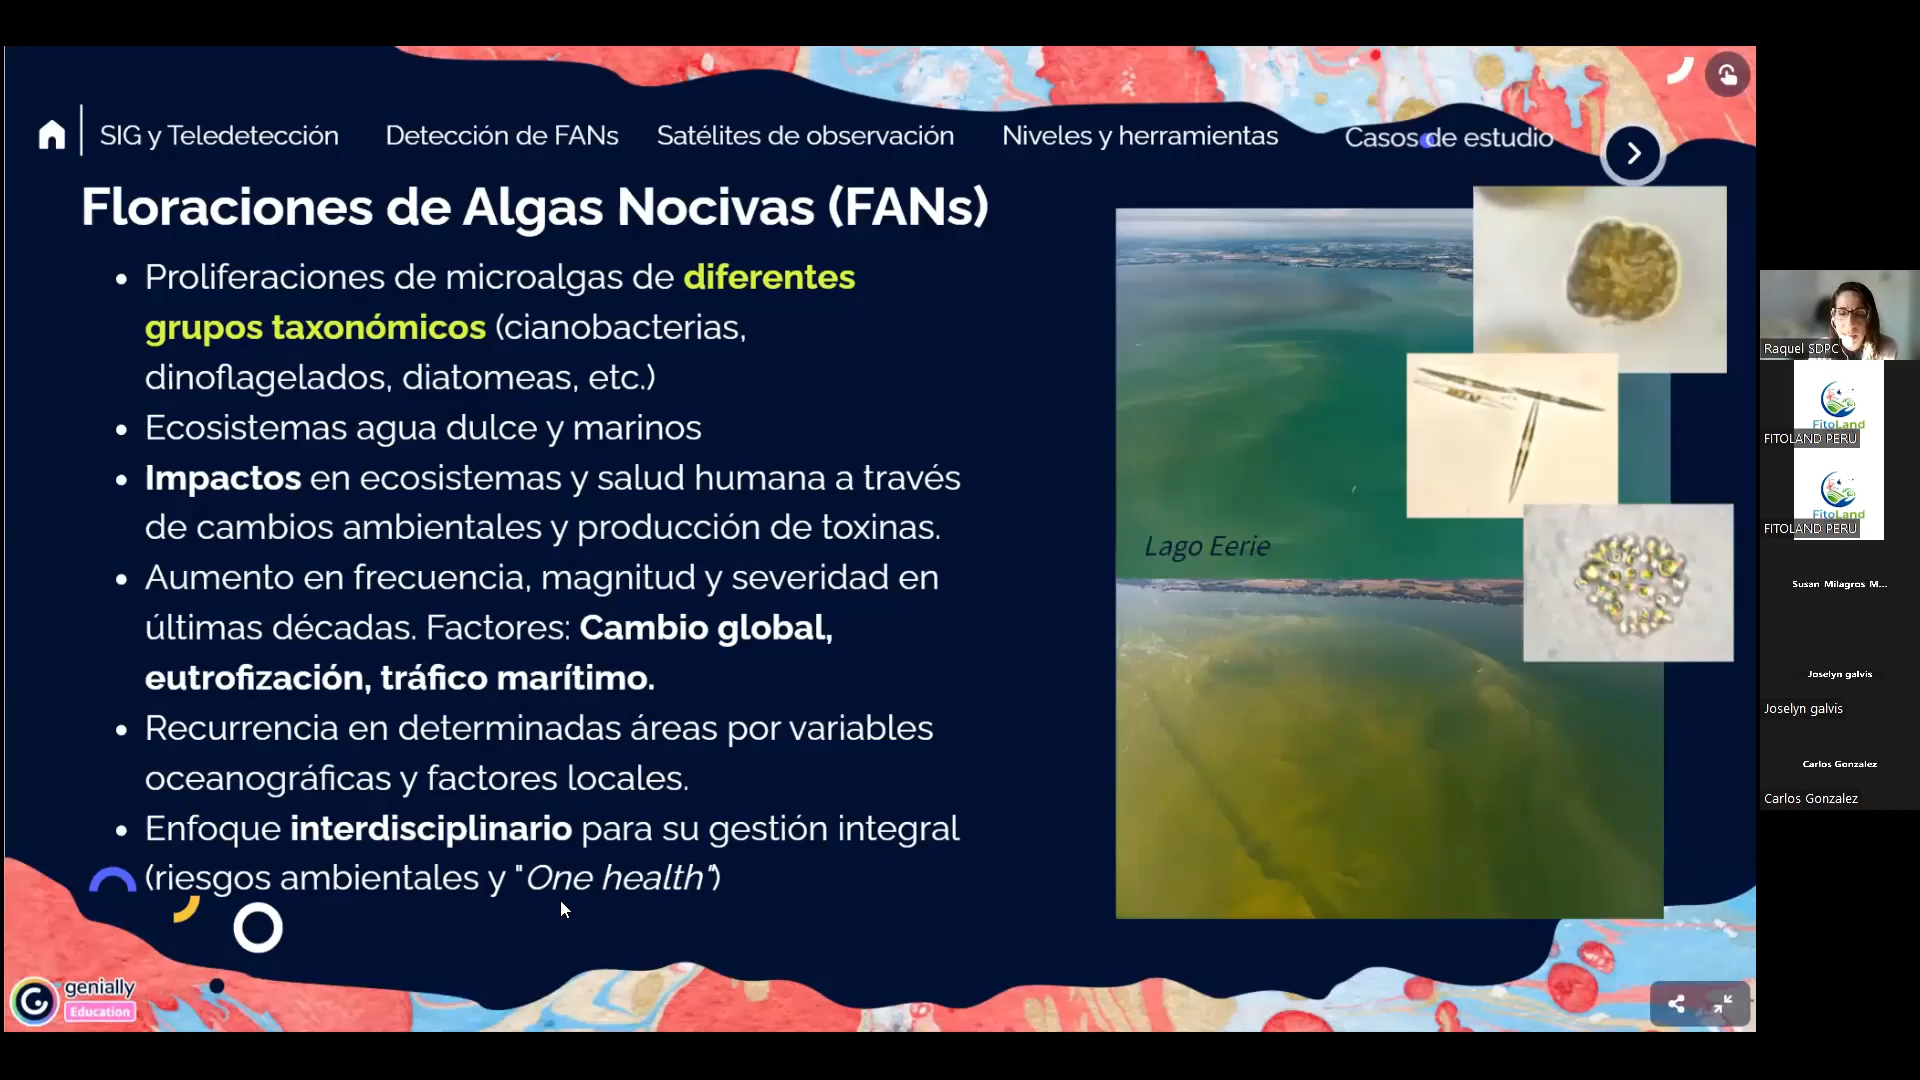 SIG y Teledetección
Detección de FANs
Satélites de observación
Niveles y herramientas
Casos de estudio
Floraciones de Algas Nocivas (FANs)
• Proliferaciones de microalgas de diferentes
grupos taxonómicos (cianobacterias,
dinoflagelados, diatomeas, etc.)
• Ecosistemas agua dulce y marinos
• Impactos en ecosistemas y salud humana a través
de cambios ambientales y producción de toxinas.
• Aumento en frecuencia, magnitud y severidad en
últimas décadas. Factores: Cambio global,
eutrofización, tráfico marítimo.
• Recurrencia en determinadas áreas por variables
oceanográficas y factores locales.
• Enfoque interdisciplinario para su gestión integral
(riesgos ambientales y "One health")
Lago Eerie
genially
Education
Raquel SDPC
FitoLand
FITOLAND PERU
FitoLand
FITOLAND PERU
Susan Milagros M...
Joselyn galvis
Joselyn galvis
Carlos Gonzalez
Carlos Gonzalez